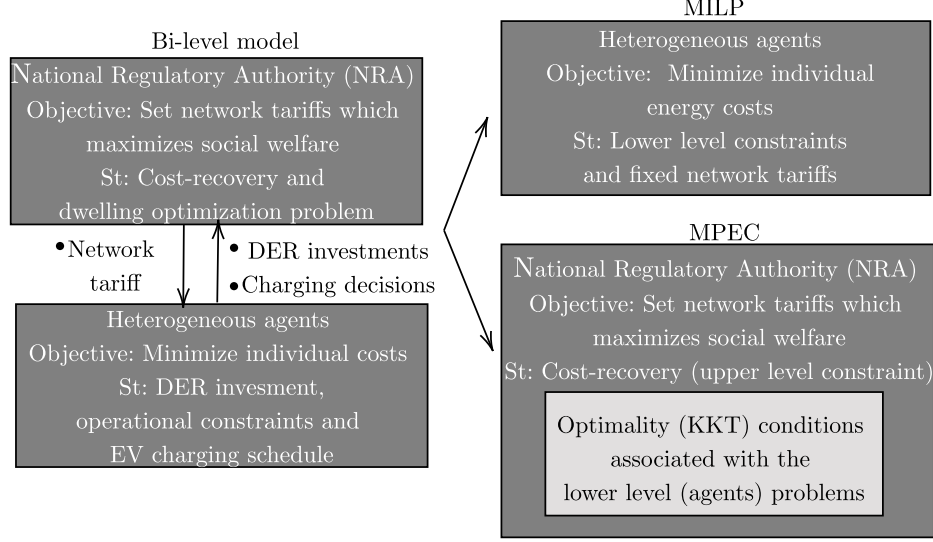 Bi-level model
National Regulatory Authority (NRA)
Objective: Set network tariffs which
maximizes social welfare
St: Cost-recovery and
dwelling optimization problem
•Network
tariff
• DER investments
•Charging decisions
Heterogeneous agents
Objective: Minimize individual costs
St: DER invesment,
operational constraints and
EV charging schedule
MILP
Heterogeneous agents
Objective: Minimize individual
energy costs
St: Lower level constraints
and fixed network tariffs
MPEC
National Regulatory Authority (NRA)
Objective: Set network tariffs which
maximizes social welfare
St: Cost-recovery (upper level constraint)
Optimality (KKT) conditions
associated with the
lower level (agents) problems